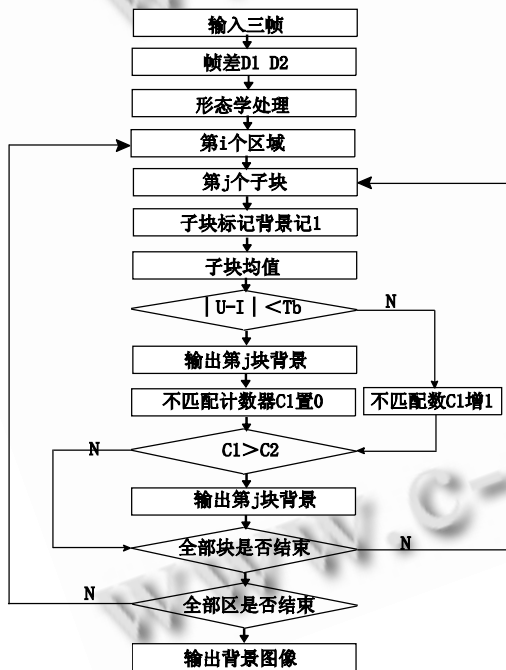 输入三帧
帧差D1 D2
形态学处理
第i个区域
第j个子块
子块标记背景记1
子块均值
|U-I|<Tb
N
输出第j块背景
不匹配计数器C1置0
不匹配数C1增1
N
C1>C2
输出第j块背景
全部块是否结束
N
N
全部区是否结束
输出背景图像
www.c-